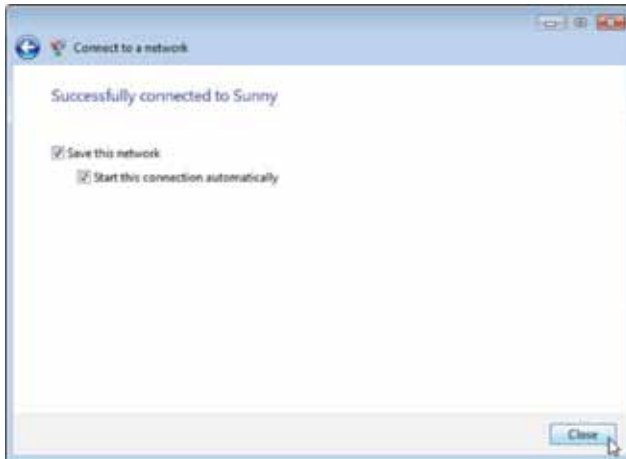 Connect to a network
Successfully connected to Sunny
Save this network
Start this connection automatically
Close